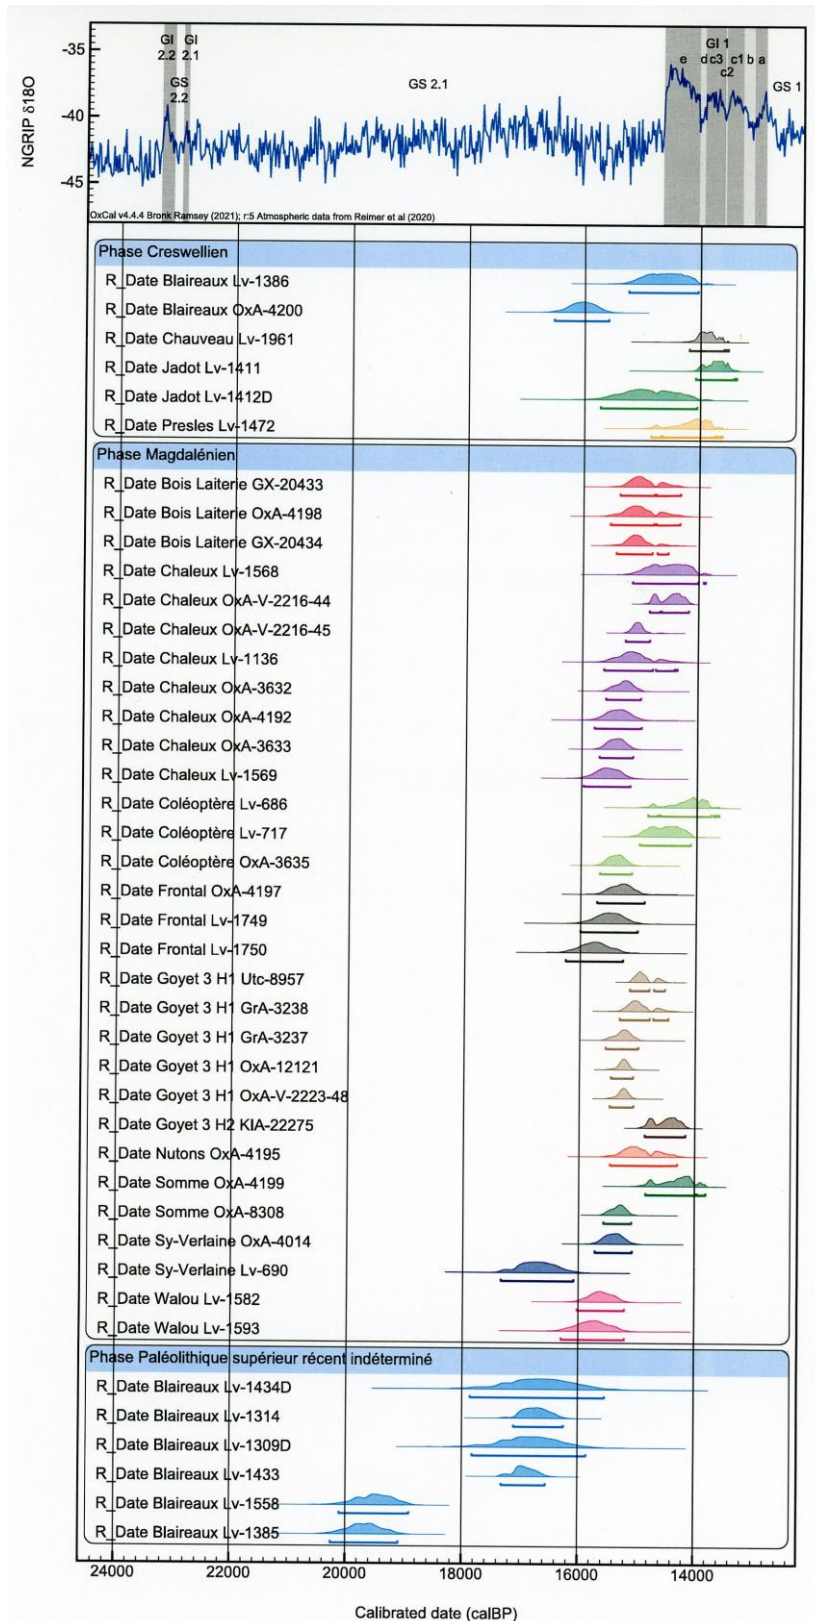 NGRIP δ18O
-35
-40
-45
GI
2.2
GI
2.1
GS
2.2
GS 2.1
GI 1
e
d
c3
c2
c1
b
a
GS 1
OxCal v4.4.4 Bronk Ramsey (2021); r:5 Atmospheric data from Reimer et al (2020)
Phase Creswellien
R_Date Blaireaux Lv-1386
R_Date Blaireaux OxA-4200
R_Date Chauveau Lv-1961
R_Date Jadot Lv-1411
R_Date Jadot Lv-1412D
R_Date Presles Lv-1472
Phase Magdalénien
R_Date Bois Laiterie GX-20433
R_Date Bois Laiterie OxA-4198
R_Date Bois Laiterie GX-20434
R_Date Chaleux Lv-1568
R_Date Chaleux OxA-V-2216-44
R_Date Chaleux OxA-V-2216-45
R_Date Chaleux Lv-1136
R_Date Chaleux OxA-3632
R_Date Chaleux OxA-4192
R_Date Chaleux OxA-3633
R_Date Chaleux Lv-1569
R_Date Coléoptère Lv-686
R_Date Coléoptère Lv-717
R_Date Coléoptère OxA-3635
R_Date Frontal OxA-4197
R_Date Frontal Lv-1749
R_Date Frontal Lv-1750
R_Date Goyet 3 H1 Utc-8957
R_Date Goyet 3 H1 GrA-3238
R_Date Goyet 3 H1 GrA-3237
R_Date Goyet 3 H1 OxA-12121
R_Date Goyet 3 H1 OxA-V-2223-48
R_Date Goyet 3 H2 KIA-22275
R_Date Nutons OxA-4195
R_Date Somme OxA-4199
R_Date Somme OxA-8308
R_Date Sy-Verlaine OxA-4014
R_Date Sy-Verlaine Lv-690
R_Date Walou Lv-1582
R_Date Walou Lv-1593
Phase Paléolithique supérieur récent indéterminé
R_Date Blaireaux Lv-1434D
R_Date Blaireaux Lv-1314
R_Date Blaireaux Lv-1309D
R_Date Blaireaux Lv-1433
R_Date Blaireaux Lv-1558
R_Date Blaireaux Lv-1385
24000 22000 20000 18000 16000 14000
Calibrated date (calBP)